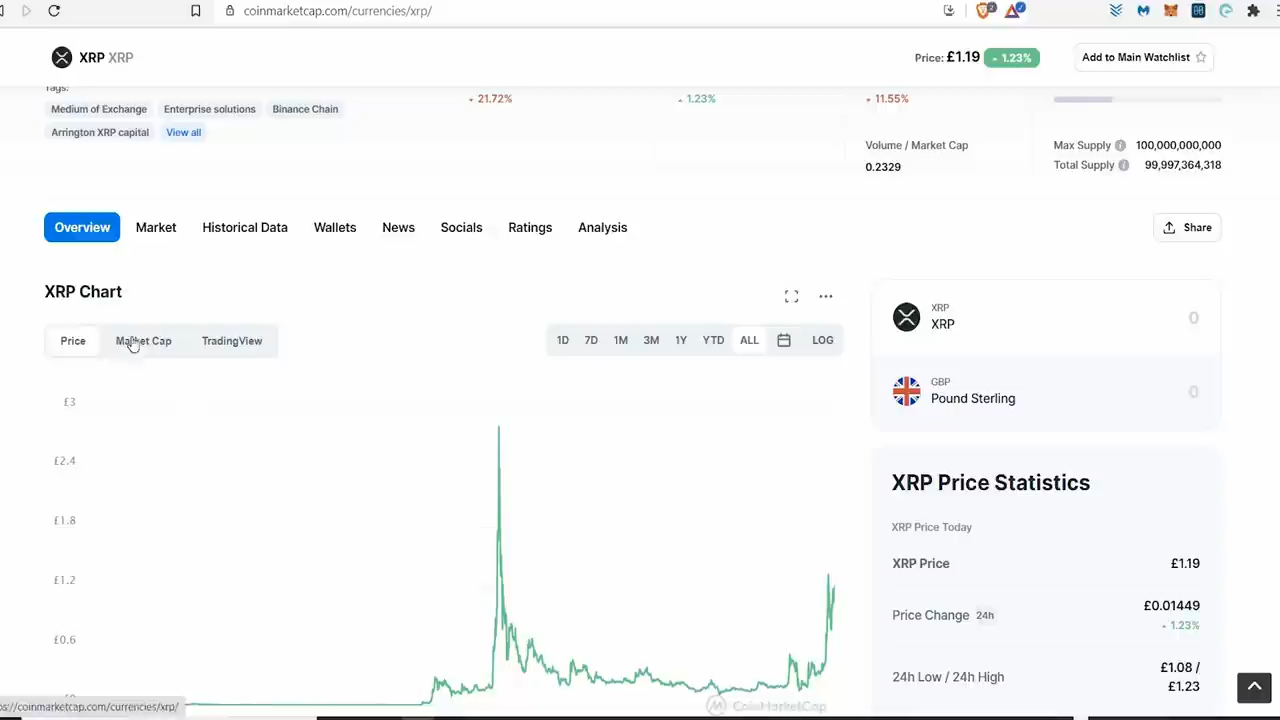 coinmarketcap.com/currencies/xrp/
XRP XRP
Price: £1.19 1.23%
Add to Main Watchlist
Tags:
Medium of Exchange Enterprise solutions Binance Chain
Arrington XRP capital View all
21.72%
1.23%
11.55%
Volume / Market Cap
0.2329
Max Supply 100,000,000,000
Total Supply 99,997,364,318
Overview Market Historical Data Wallets News Socials Ratings Analysis
Share
XRP Chart
Price Market Cap TradingView
1D 7D 1M 3M 1Y YTD ALL LOG
£3
£2.4
£1.8
£1.2
£0.6
CoinMarketCap
XRP
XRP 0
GBP
Pound Sterling 0
XRP Price Statistics
XRP Price Today
XRP Price £1.19
Price Change 24h £0.01449
1.23%
24h Low / 24h High £1.08 /
£1.23
ps://coinmarketcap.com/currencies/xrp/